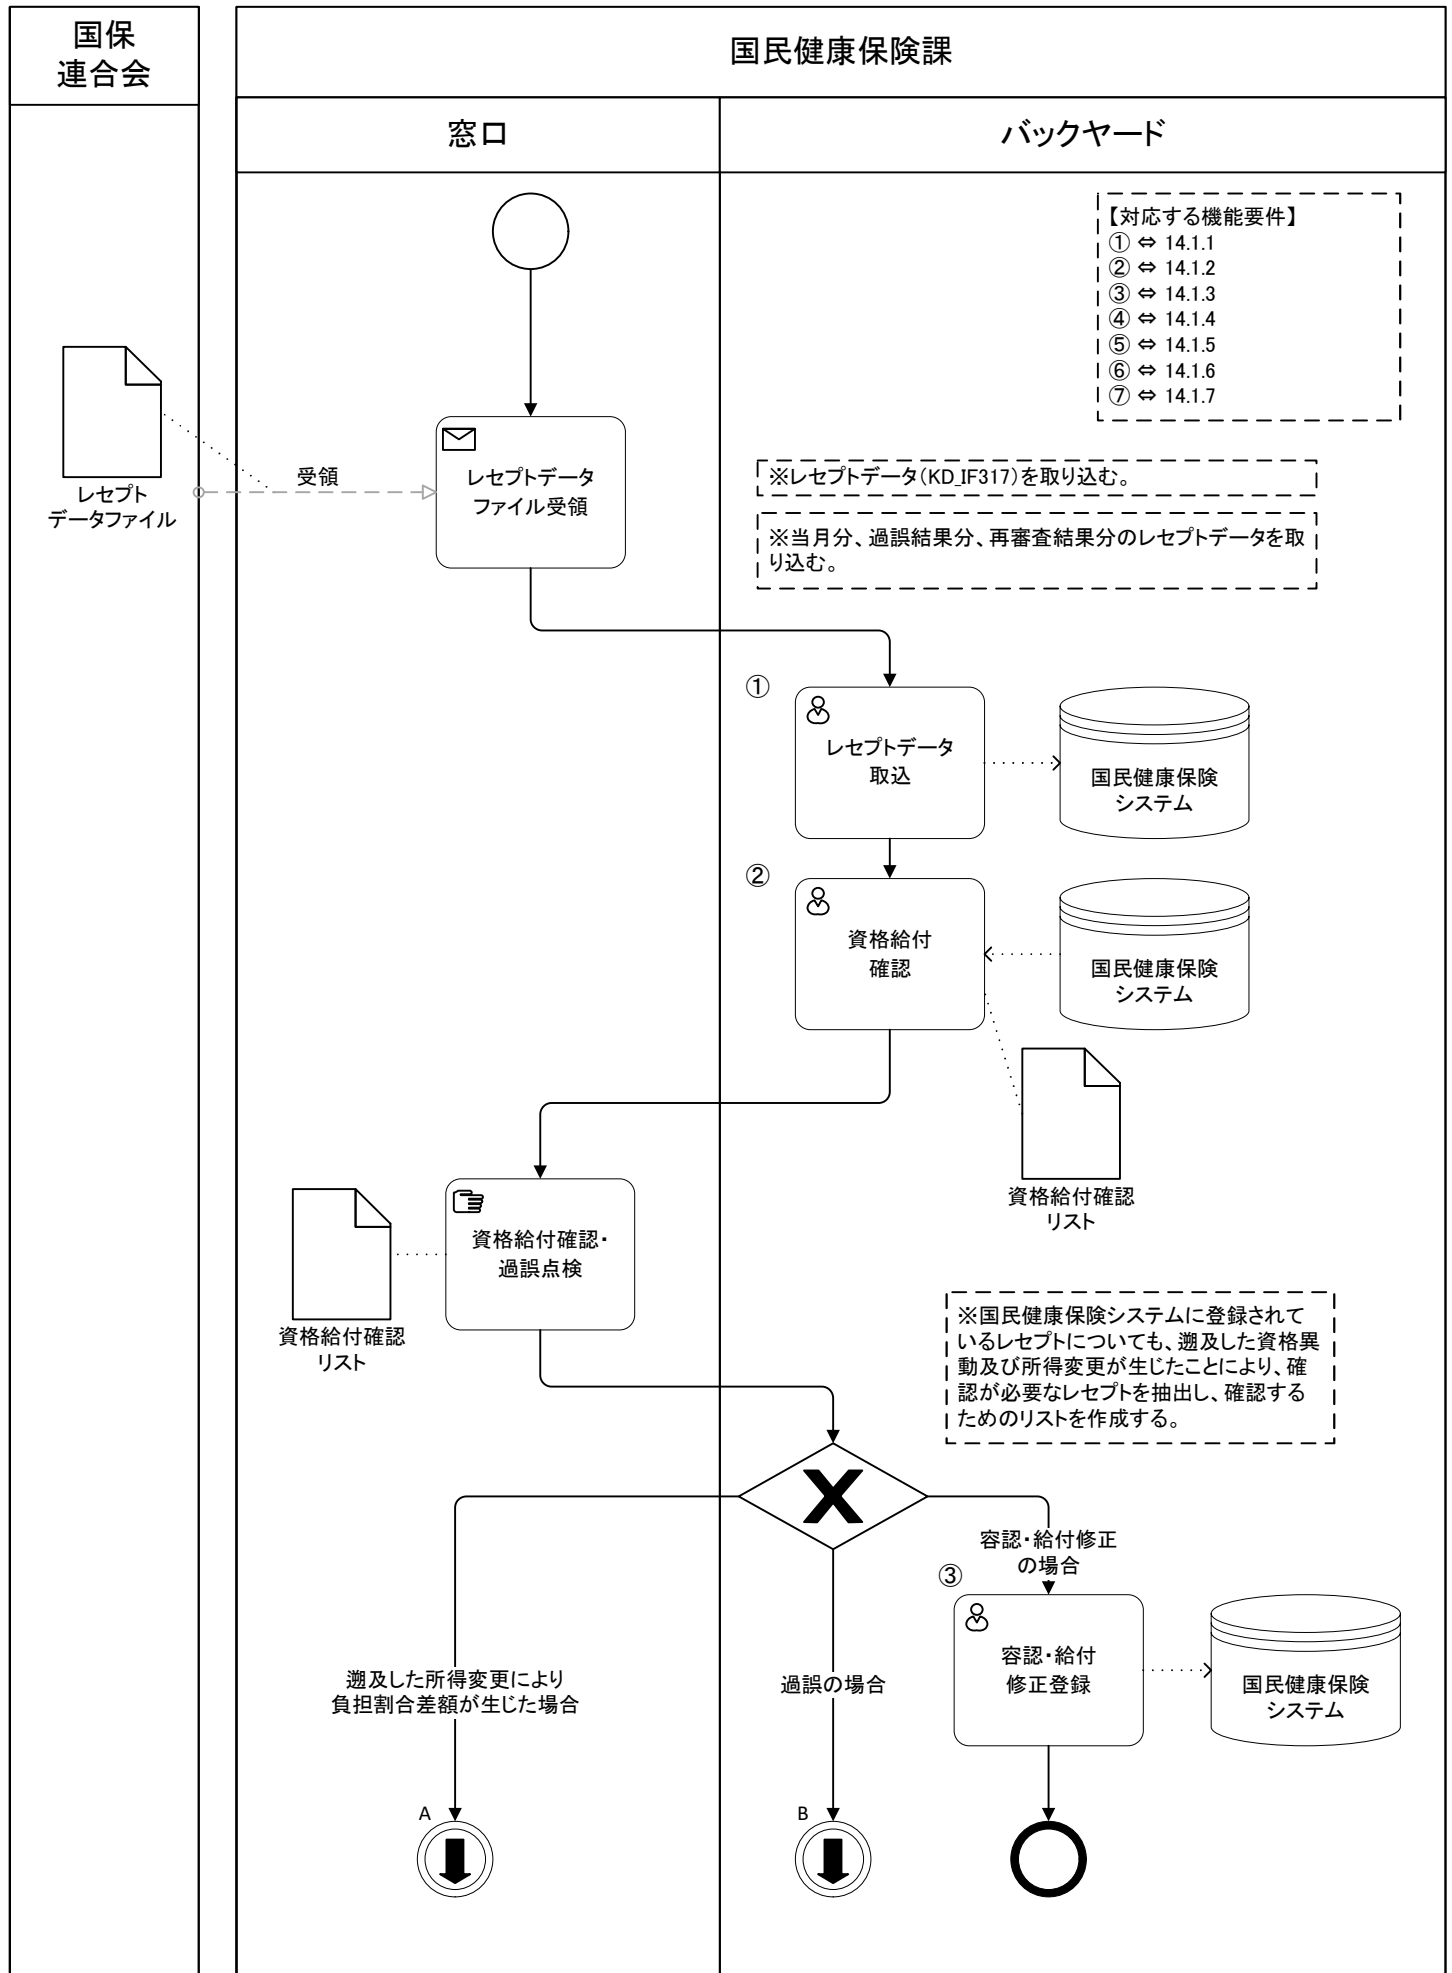 国保
連合会
国民健康保険課
窓口
バックヤード
【対応する機能要件】
① ⇔ 14.1.1
② ⇔ 14.1.2
③ ⇔ 14.1.3
④ ⇔ 14.1.4
⑤ ⇔ 14.1.5
⑥ ⇔ 14.1.6
⑦ ⇔ 14.1.7
レセプト
データファイル
受領
レセプトデータ
ファイル受領
※レセプトデータ（KD_IF317）を取り込む。
※当月分、過誤結果分、再審査結果分のレセプトデータを取
り込む。
①
レセプトデータ
取込
国民健康保険
システム
②
資格給付
確認
国民健康保険
システム
資格給付確認
リスト
資格給付確認・
過誤点検
資格給付確認
リスト
※国民健康保険システムに登録されて
いるレセプトについても、遡及した資格異
動及び所得変更が生じたことにより、確
認が必要なレセプトを抽出し、確認する
ためのリストを作成する。
容認・給付修正
の場合
③
容認・給付
修正登録
国民健康保険
システム
遡及した所得変更により
負担割合差額が生じた場合
過誤の場合
A
B